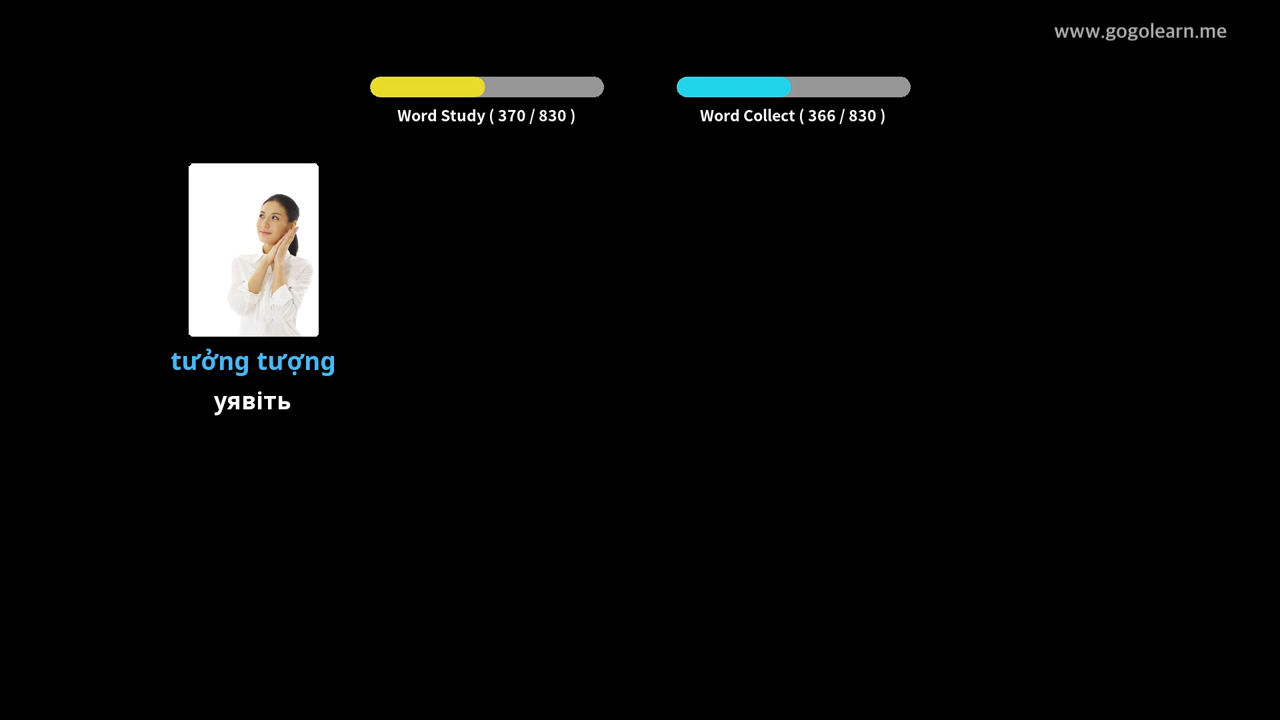 www.gogolearn.me
Word Study ( 370 / 830 )
Word Collect ( 366 / 830 )
tưởng tượng
уявіть